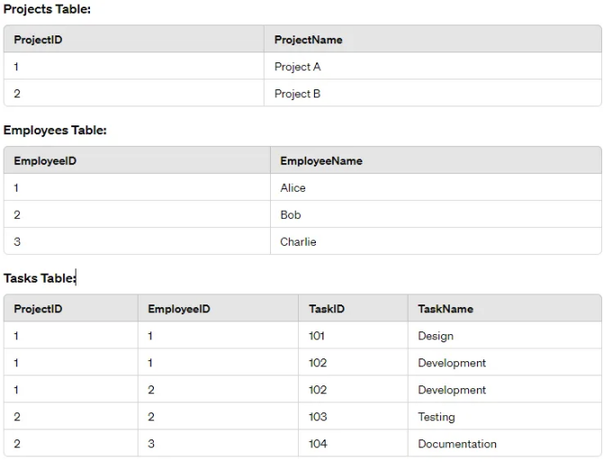 Projects Table:
ProjectID ProjectName
1 Project A
2 Project B
Employees Table:
EmployeeID EmployeeName
1 Alice
2 Bob
3 Charlie
Tasks Table:
ProjectID EmployeeID TaskID TaskName
1 1 101 Design
1 1 102 Development
1 2 102 Development
2 2 103 Testing
2 3 104 Documentation